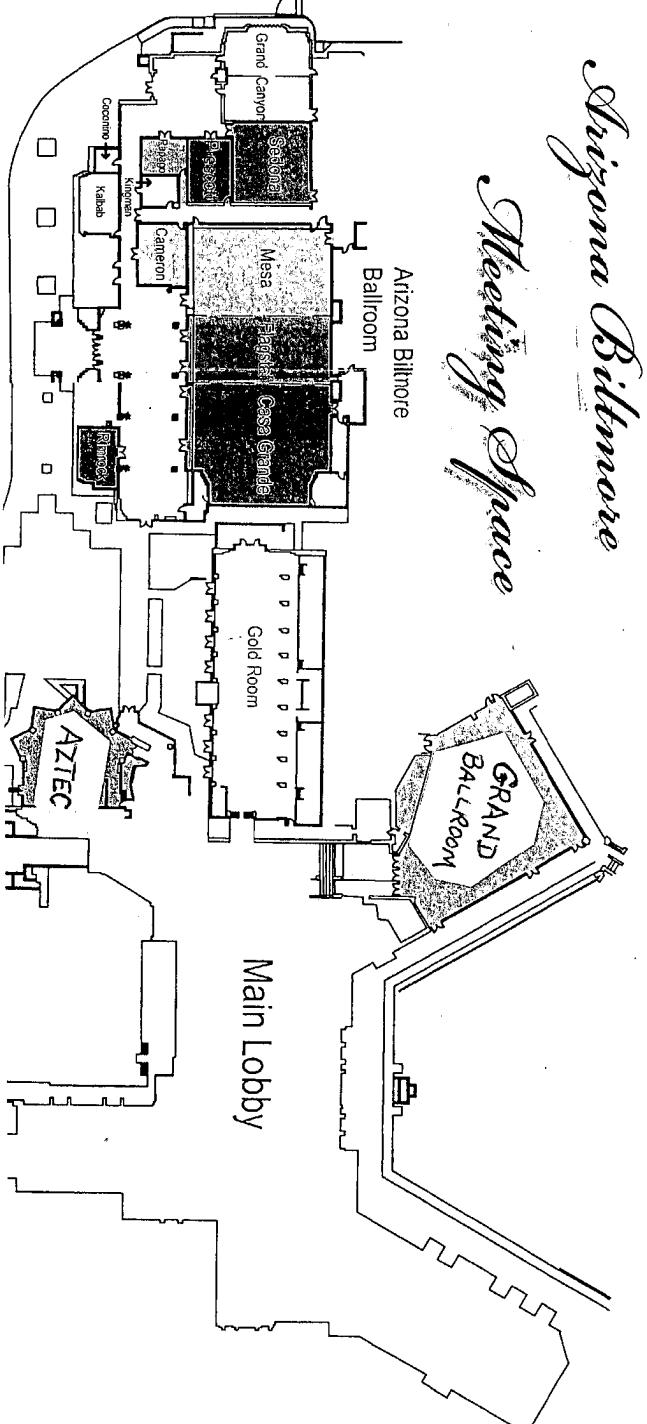 Arizona Biltmore
Meeting Space
Arizona Biltmore
Ballroom
Grand Canyon
Sedona
Prescott
Papago
Kingman
Coconino
Kaibab
Cameron
Mesa
Flagstaff
Casa Grande
Rimrock
Gold Room
GRAND
BALLROOM
AZTEC
Main Lobby